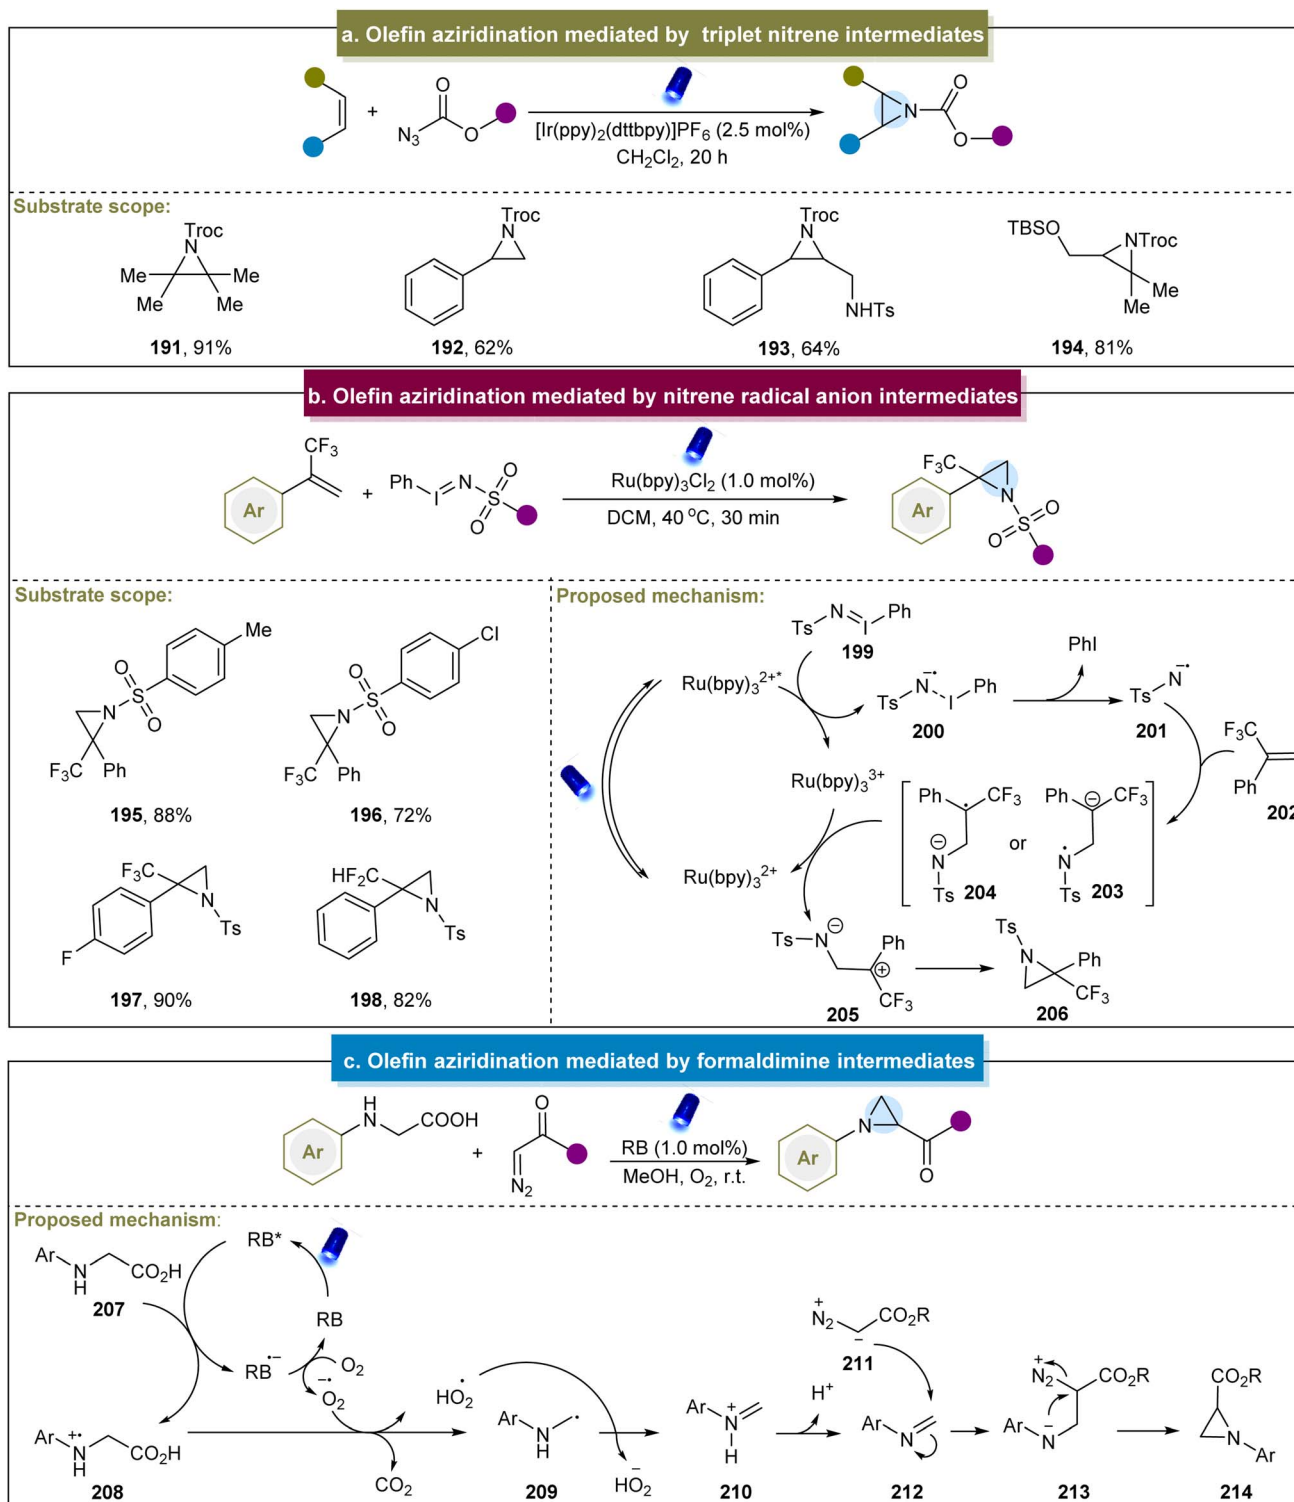 a. Olefin aziridination mediated by triplet nitrene intermediates
+
N3
O
O
[Ir(ppy)2(dttbpy)]PF6 (2.5 mol%)
CH2Cl2, 20 h
N
O
O
Substrate scope:
Troc
N
Me
Me
Me
Me
191, 91%
Troc
N
192, 62%
Troc
N
NHTs
193, 64%
TBSO
NTroc
Me
Me
194, 81%
b. Olefin aziridination mediated by nitrene radical anion intermediates
CF3
Ar
+
Ph
I
N
S
O
O
Ru(bpy)3Cl2 (1.0 mol%)
DCM, 40 oC, 30 min
F3C
Ar
N
S
O
O
Substrate scope:
Me
O
S
O
N
F3C
Ph
195, 88%
Cl
O
S
O
N
F3C
Ph
196, 72%
F3C
N
Ts
F
197, 90%
HF2C
N
Ts
198, 82%
Proposed mechanism:
Ts
N
I
Ph
199
Ru(bpy)3 2+*
Ts
N
−•
I
Ph
200
PhI
Ts
N
−•
201
F3C
Ph
202
Ru(bpy)3 3+
Ph
•
CF3
−
N
Ts
204
or
Ph
−
CF3
•
N
Ts
203
Ru(bpy)3 2+
Ts
N
−
Ph
+
CF3
205
Ts
N
Ph
CF3
206
c. Olefin aziridination mediated by formaldimine intermediates
Ar
H
N
COOH
+
O
N2
RB (1.0 mol%)
MeOH, O2, r.t.
Ar
N
O
Proposed mechanism:
Ar
N
H
CO2H
207
RB*
RB
RB•−
O2
−•
O2
Ar
+•
N
H
CO2H
208
CO2
HO2•
Ar
N
H
•
209
−
HO2
Ar
+
N
H
210
H+
+
N2
−
CO2R
211
Ar
N
212
+
N2
CO2R
Ar
−
N
213
CO2R
N
Ar
214